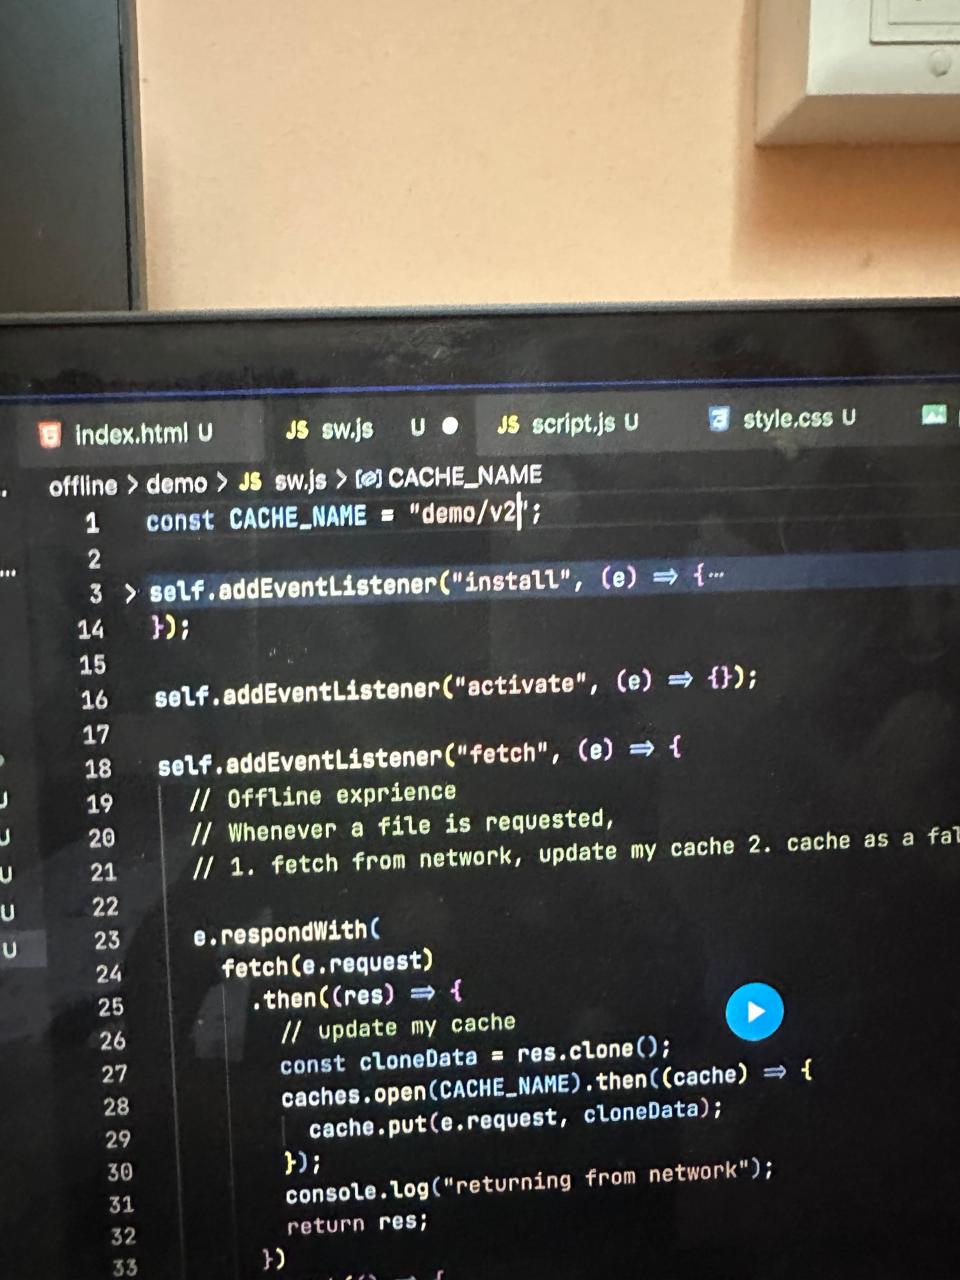 index.html U JS sw.js U JS script.js U style.css U
offline > demo > JS sw.js > CACHE_NAME
1 const CACHE_NAME = "demo/v2";
2
3 > self.addEventListener("install", (e) => {…
14 });
15
16 self.addEventListener("activate", (e) => {});
17
18 self.addEventListener("fetch", (e) => {
19 // Offline exprience
20 // Whenever a file is requested,
21 // 1. fetch from network, update my cache 2. cache as a fal
22
23 e.respondWith(
24 fetch(e.request)
25 .then((res) => {
26 // update my cache
27 const cloneData = res.clone();
28 caches.open(CACHE_NAME).then((cache) => {
29 cache.put(e.request, cloneData);
30 });
31 console.log("returning from network");
32 return res;
33 })